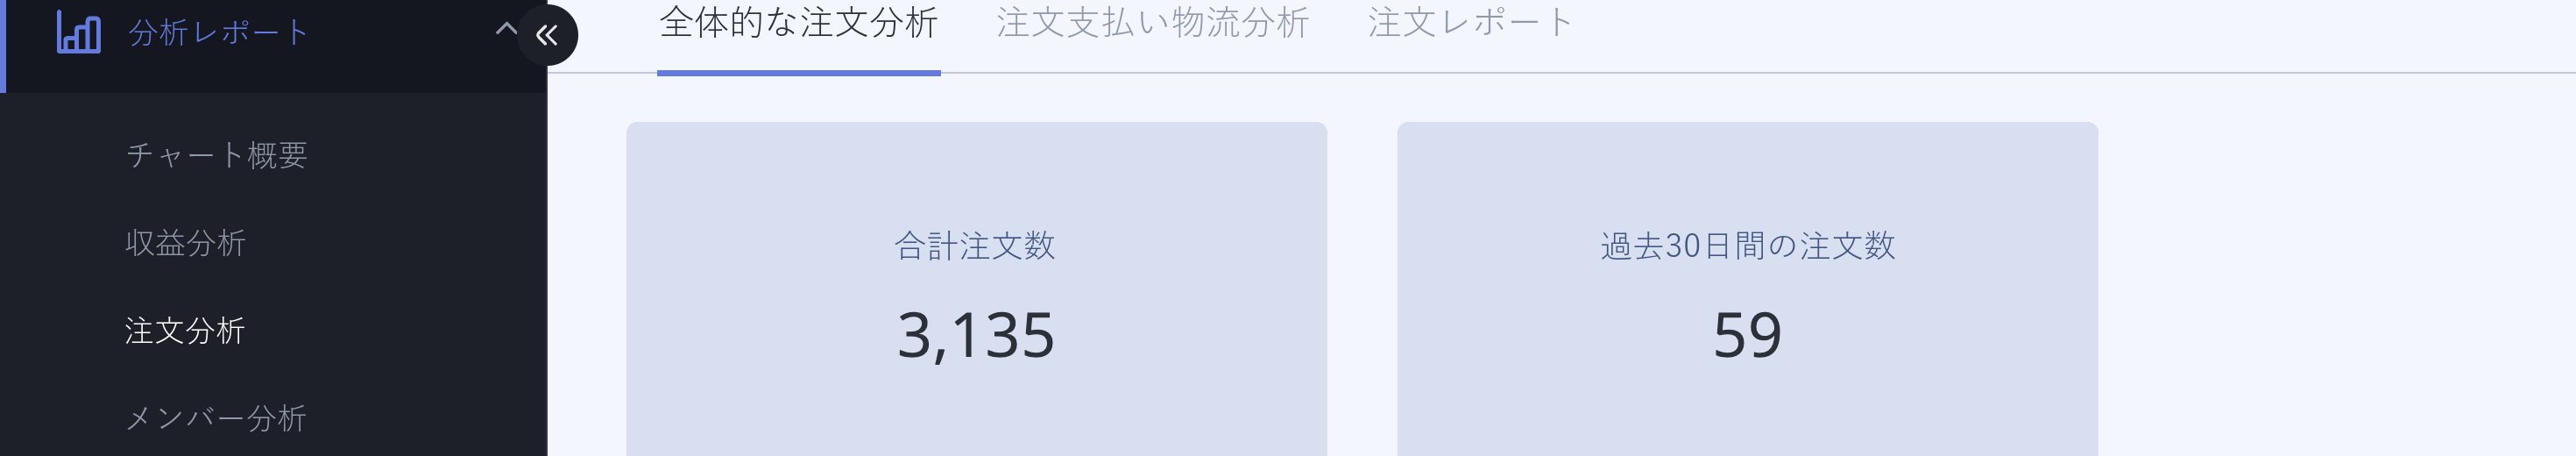 分析レポート
チャート概要
収益分析
注文分析
メンバー分析
全体的な注文分析 注文支払い物流分析 注文レポート
合計注文数
3,135
過去30日間の注文数
59